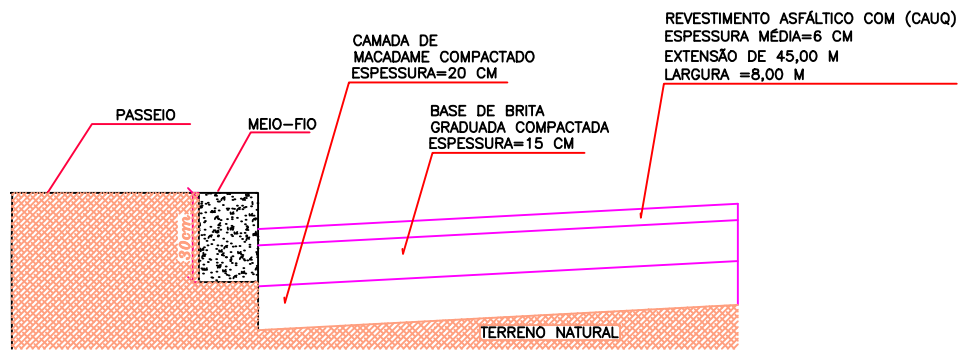 REVESTIMENTO ASFÁLTICO COM (CAUQ)
ESPESSURA MÉDIA=6 CM
EXTENSÃO DE 45,00 M
LARGURA =8,00 M
CAMADA DE
MACADAME COMPACTADO
ESPESSURA=20 CM
BASE DE BRITA
GRADUADA COMPACTADA
ESPESSURA=15 CM
PASSEIO
MEIO-FIO
TERRENO NATURAL